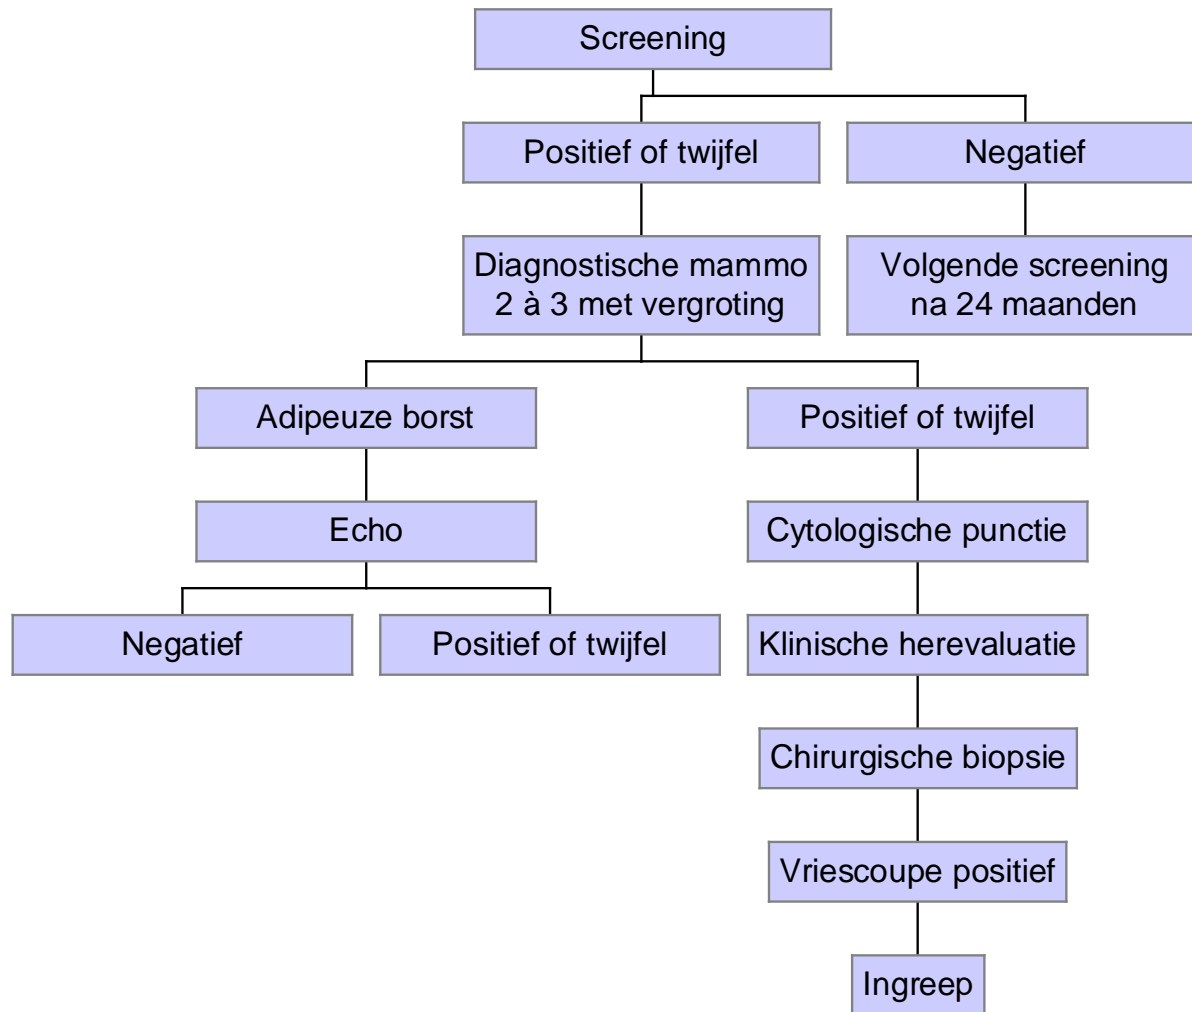 Screening
Positief of twijfel
Negatief
Diagnostische mammo
2 à 3 met vergroting
Volgende screening
na 24 maanden
Adipeuze borst
Positief of twijfel
Echo
Cytologische punctie
Negatief
Positief of twijfel
Klinische herevaluatie
Chirurgische biopsie
Vriescoupe positief
Ingreep